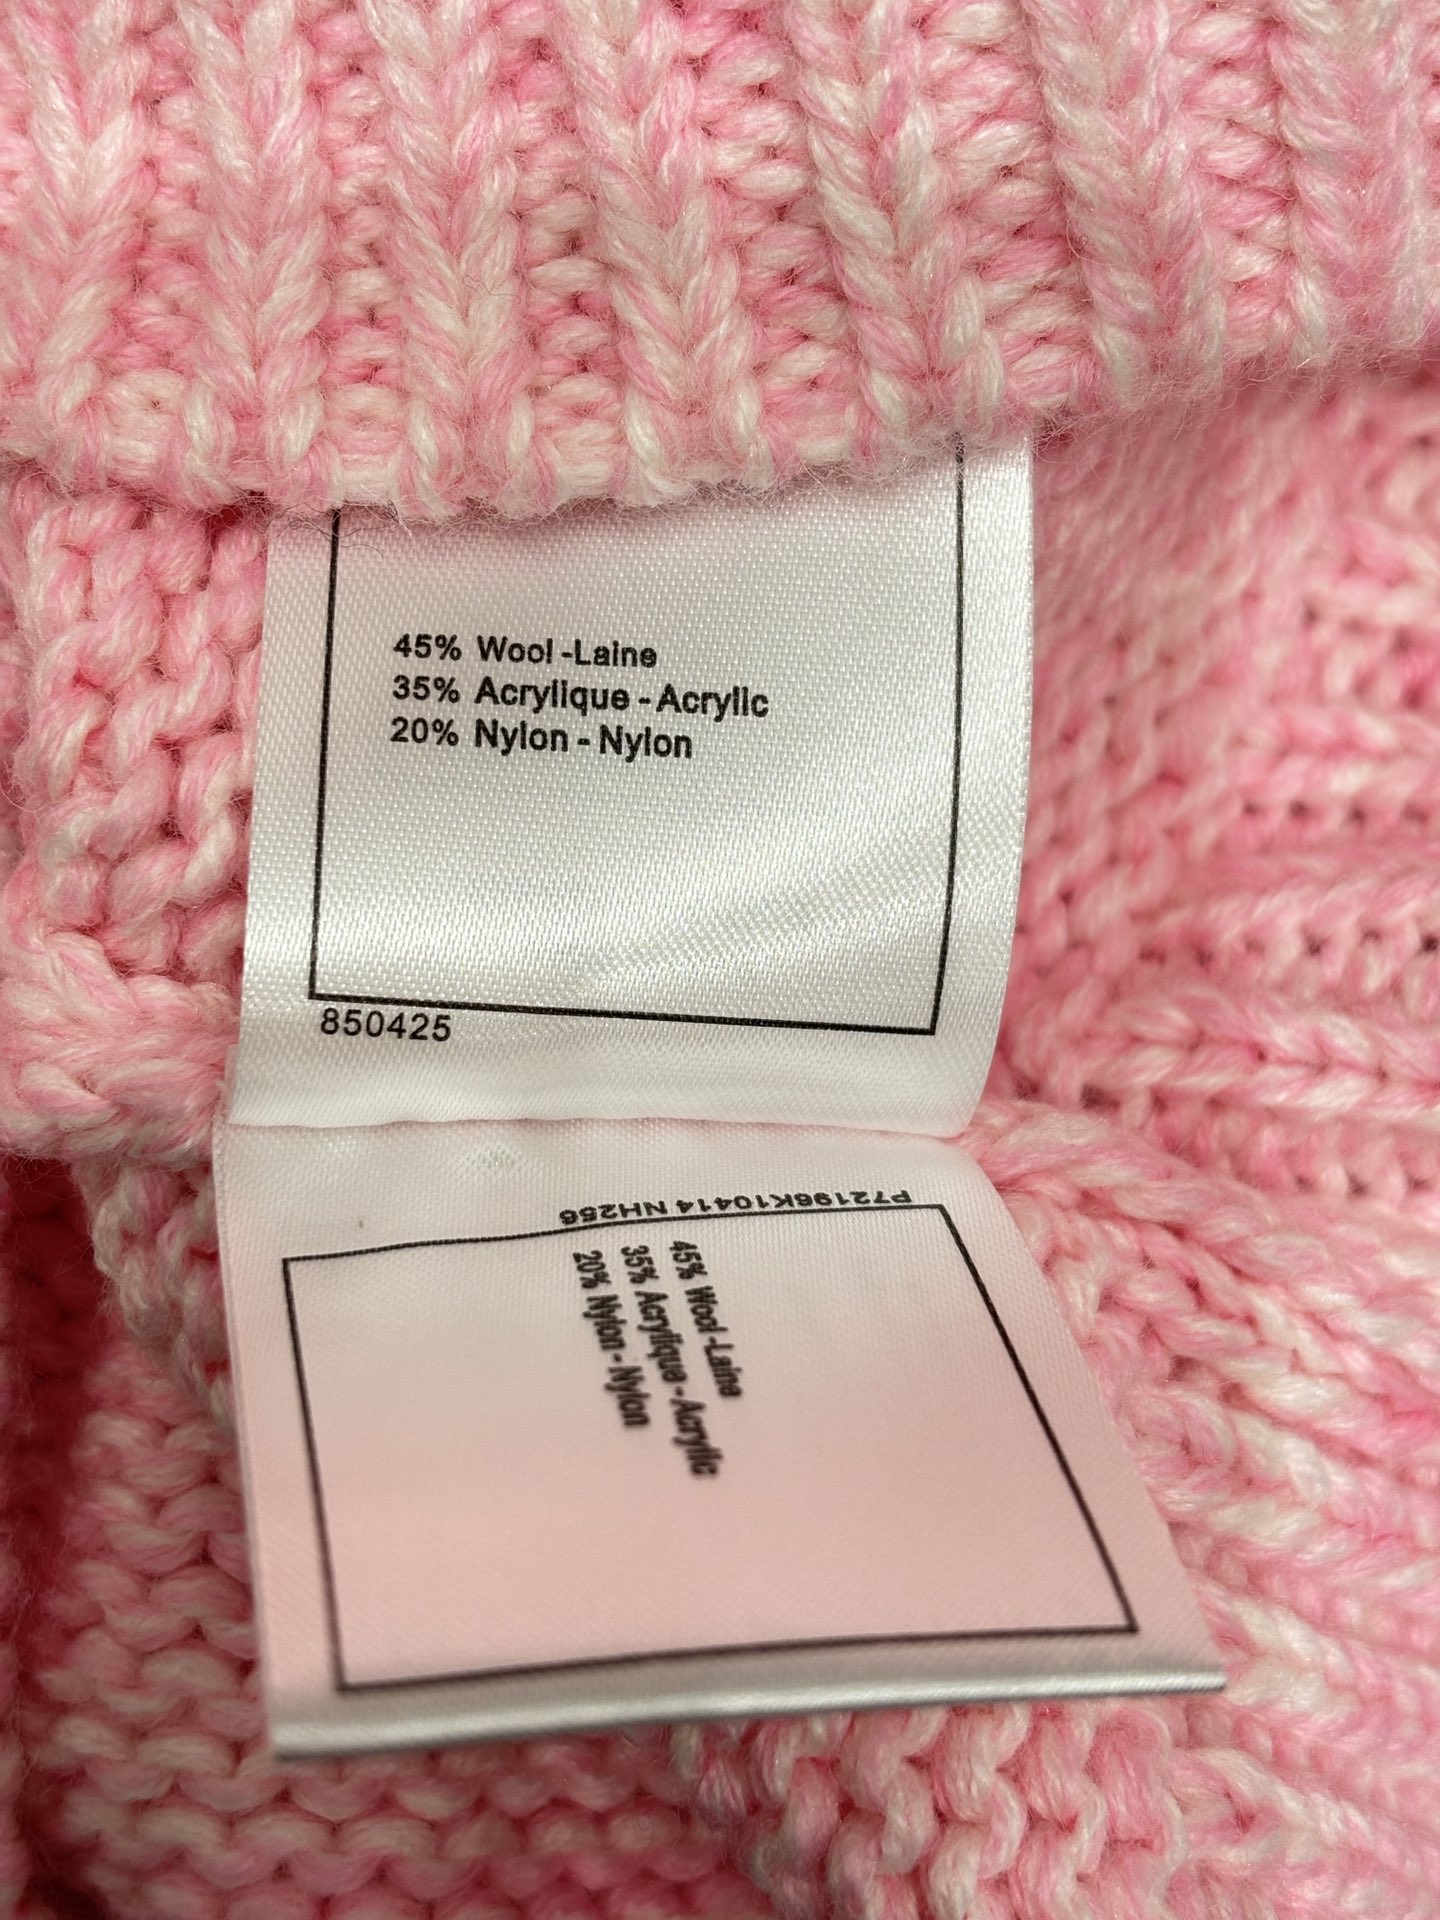 45% Wool -Laine
35% Acrylique - Acrylic
20% Nylon - Nylon
850425
P72196K10414 NH256
45% Wool -Laine
35% Acrylique - Acrylic
20% Nylon - Nylon